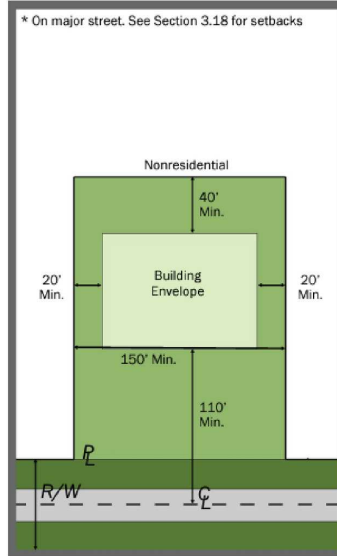 * On major street. See Section 3.18 for setbacks
Nonresidential
40'
Min.
20'
Min.
Building
Envelope
20'
Min.
150' Min.
110'
Min.
PL
R/W
CL